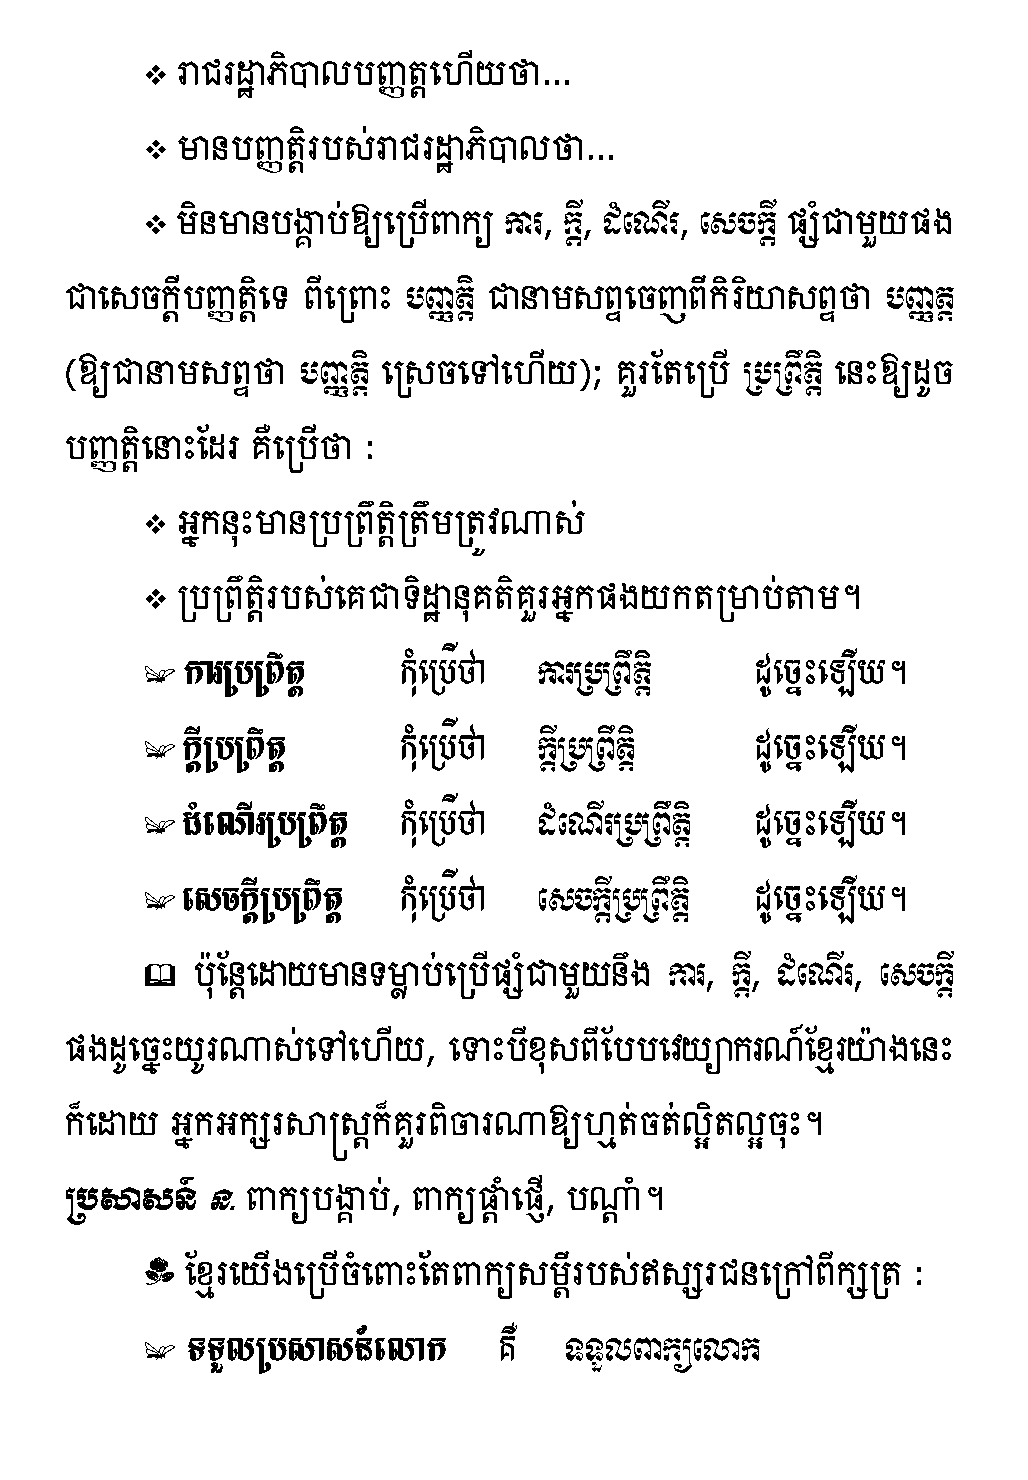 ❖ រាជរដ្ឋាភិបាលបញ្ញត្តហើយថា...
❖ មានបញ្ញត្តិរបស់រាជរដ្ឋាភិបាលថា...
❖ មិនមានបង្គាប់ឱ្យប្រើពាក្យ ការ, ក្តី, ដំណើរ, សេចក្តី ផ្សំជាមួយផង
ជាសេចក្តីបញ្ញត្តិទេ ពីព្រោះ បញ្ញត្តិ ជានាមសព្ទចេញពីកិរិយាសព្ទថា បញ្ញត្ត
(ឱ្យជានាមសព្ទថា បញ្ញត្តិ ស្រេចទៅហើយ); គួរតែប្រើ ប្រព្រឹត្តិ នេះឱ្យដូច
បញ្ញត្តិនោះដែរ គឺប្រើថា :
❖ អ្នកនុះមានប្រព្រឹត្តិត្រឹមត្រូវណាស់
❖ ប្រព្រឹត្តិរបស់គេជាទិដ្ឋានុគតិគួរអ្នកផងយកតម្រាប់តាម។
ការប្រព្រឹត្ត កុំប្រើថា ការប្រព្រឹត្តិ ដូច្នេះឡើយ។
ក្តីប្រព្រឹត្ត កុំប្រើថា ក្តីប្រព្រឹត្តិ ដូច្នេះឡើយ។
ដំណើរប្រព្រឹត្ត កុំប្រើថា ដំណើរប្រព្រឹត្តិ ដូច្នេះឡើយ។
សេចក្តីប្រព្រឹត្ត កុំប្រើថា សេចក្តីប្រព្រឹត្តិ ដូច្នេះឡើយ។
ប៉ុន្តែដោយមានទម្លាប់ប្រើផ្សំជាមួយនឹង ការ, ក្តី, ដំណើរ, សេចក្តី
ផងដូច្នេះយូរណាស់ទៅហើយ, ទោះបីខុសពីបែបវេយ្យាករណ៍ខ្មែរយ៉ាងនេះ
ក៏ដោយ អ្នកអក្សរសាស្ត្រក៏គួរពិចារណាឱ្យហ្មត់ចត់ល្អិតល្អចុះ។
ប្រសាសន៍ ន. ពាក្យបង្គាប់, ពាក្យផ្តាំផ្ញើ, បណ្តាំ។
ខ្មែរយើងប្រើចំពោះតែពាក្យសម្តីរបស់ឥស្សរជនក្រៅពីក្សត្រ :
ទទួលប្រសាសន៍លោក គឺ ទទួលពាក្យលោក